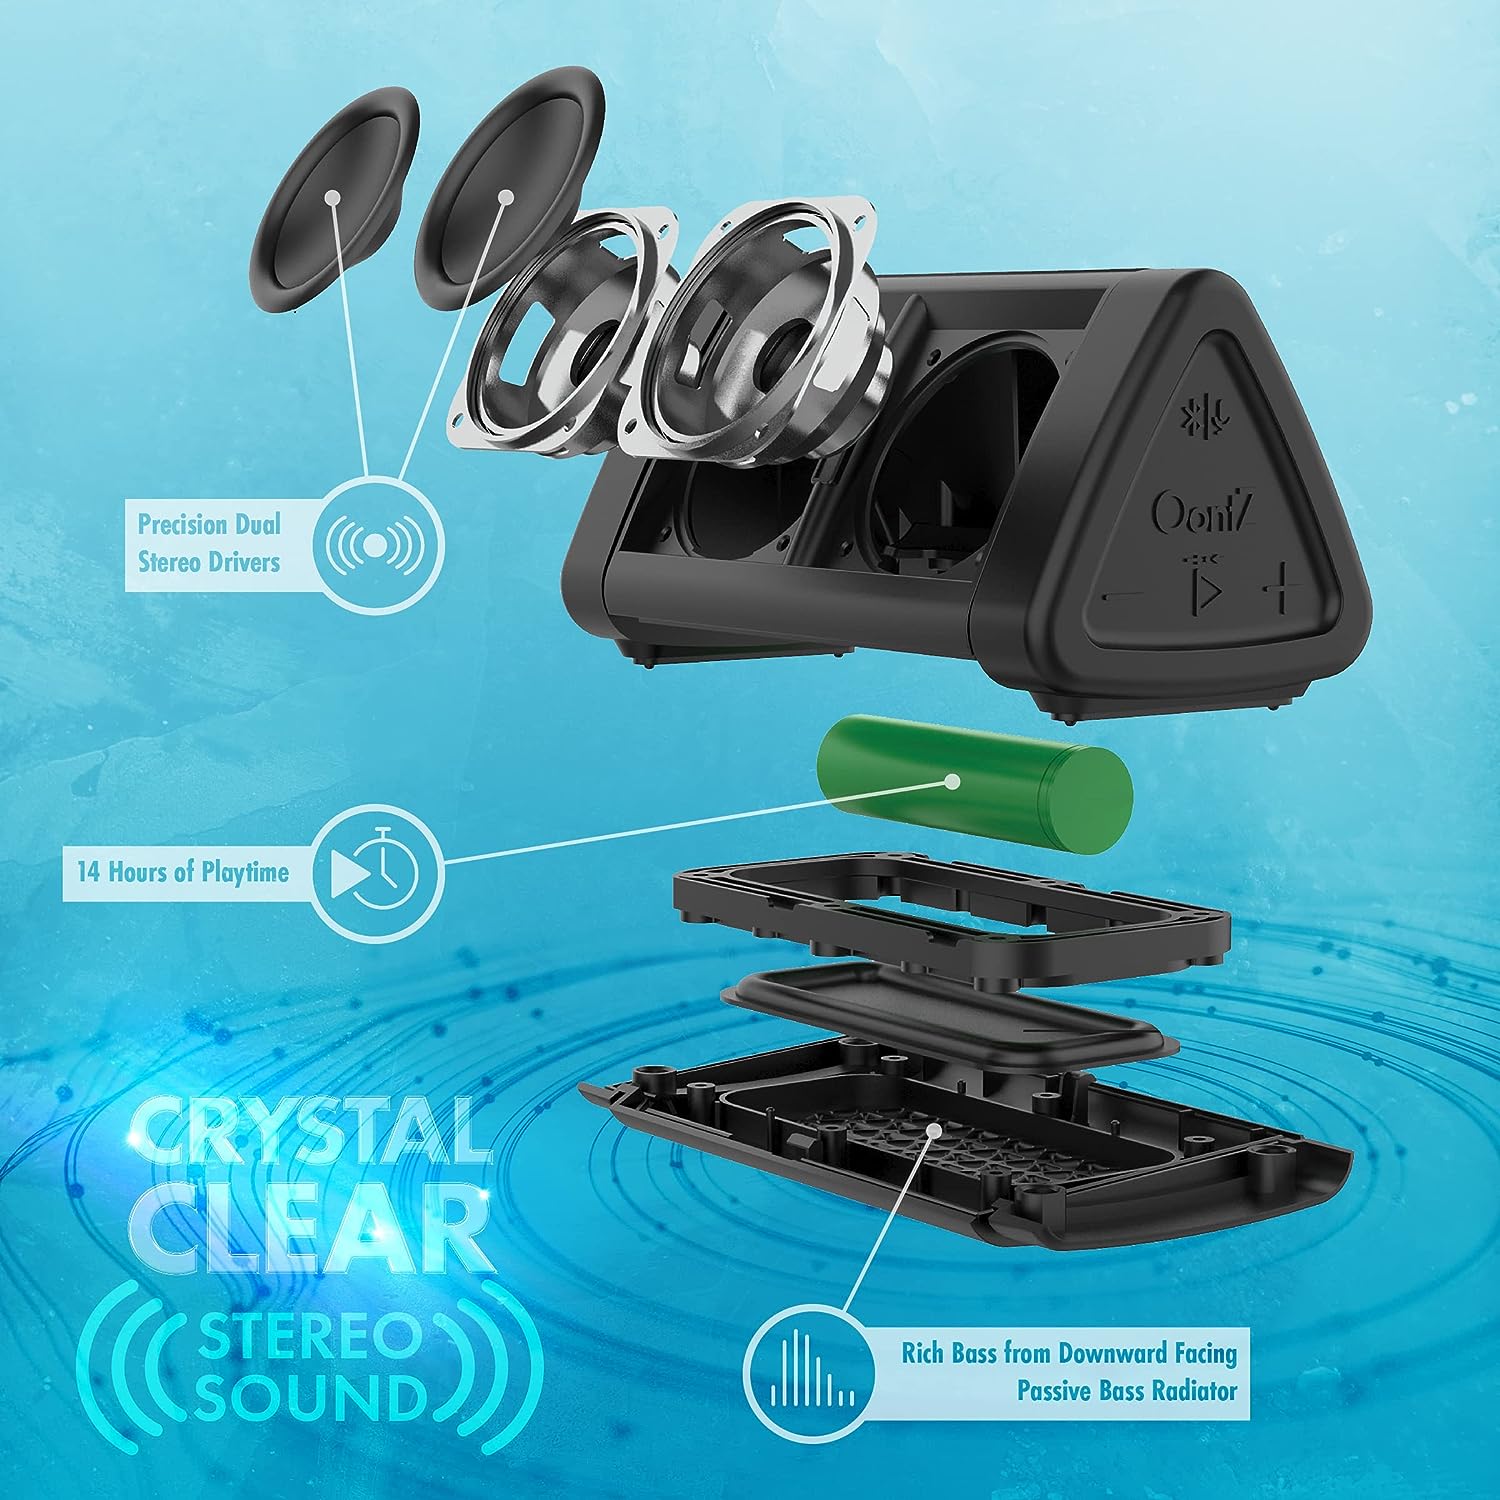 OontZ
− +
Precision Dual
Stereo Drivers
14 Hours of Playtime
CRYSTAL
CLEAR
STEREO
SOUND
Rich Bass from Downward Facing
Passive Bass Radiator